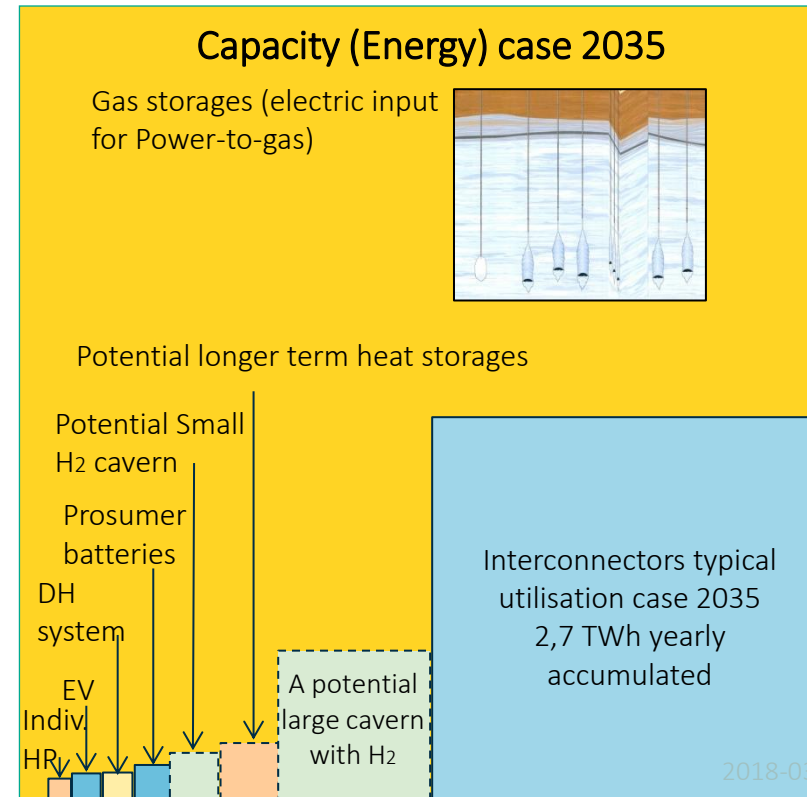 Capacity (Energy) case 2035
Gas storages (electric input
for Power-to-gas)
Potential longer term heat storages
Potential Small
H2 cavern
Prosumer
batteries
DH
system
EV
Indiv.
HR
A potential
large cavern
with H2
Interconnectors typical
utilisation case 2035
2,7 TWh yearly
accumulated